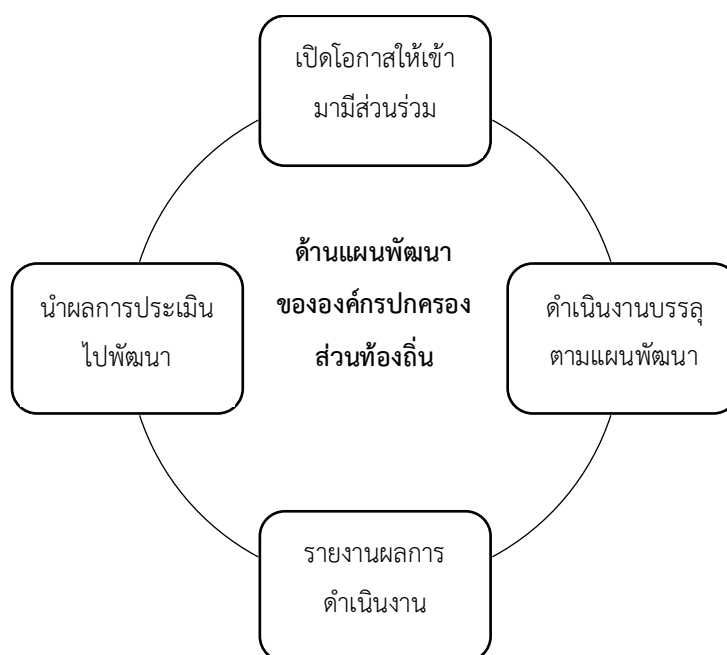 เปิดโอกาสให้เข้า
มามีส่วนร่วม
ด้านแผนพัฒนา
ขององค์กรปกครอง
ส่วนท้องถิ่น
นำผลการประเมิน
ไปพัฒนา
ดำเนินงานบรรลุ
ตามแผนพัฒนา
รายงานผลการ
ดำเนินงาน